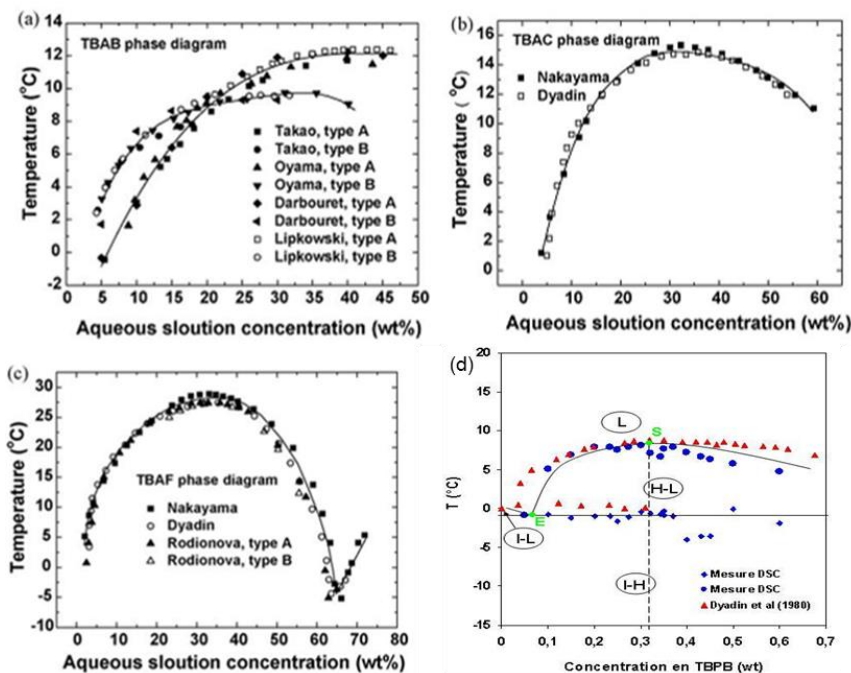 (a)
TBAB phase diagram
Temperature (°C)
14
12
10
8
6
4
2
0
-2
Takao, type A
Takao, type B
Oyama, type A
Oyama, type B
Darbouret, type A
Darbouret, type B
Lipkowski, type A
Lipkowski, type B
0 5 10 15 20 25 30 35 40 45 50
Aqueous sloution concentration (wt%)
(b)
TBAC phase diagram
Temperature (°C)
16
14
12
10
8
6
4
2
0
Nakayama
Dyadin
0 10 20 30 40 50 60
Aqueous sloution concentration (wt%)
(c)
TBAF phase diagram
Temperature (°C)
30
25
20
15
10
5
0
-5
-10
Nakayama
Dyadin
Rodionova, type A
Rodionova, type B
0 10 20 30 40 50 60 70 80
Aqueous sloution concentration (wt%)
(d)
T (°C)
20
15
10
5
0
-5
-10
-15
L
S
H-L
E
I-L
I-H
Mesure DSC
Mesure DSC
Dyadin et al (1980)
0 0,1 0,2 0,3 0,4 0,5 0,6 0,7
Concentration en TBPB (wt)